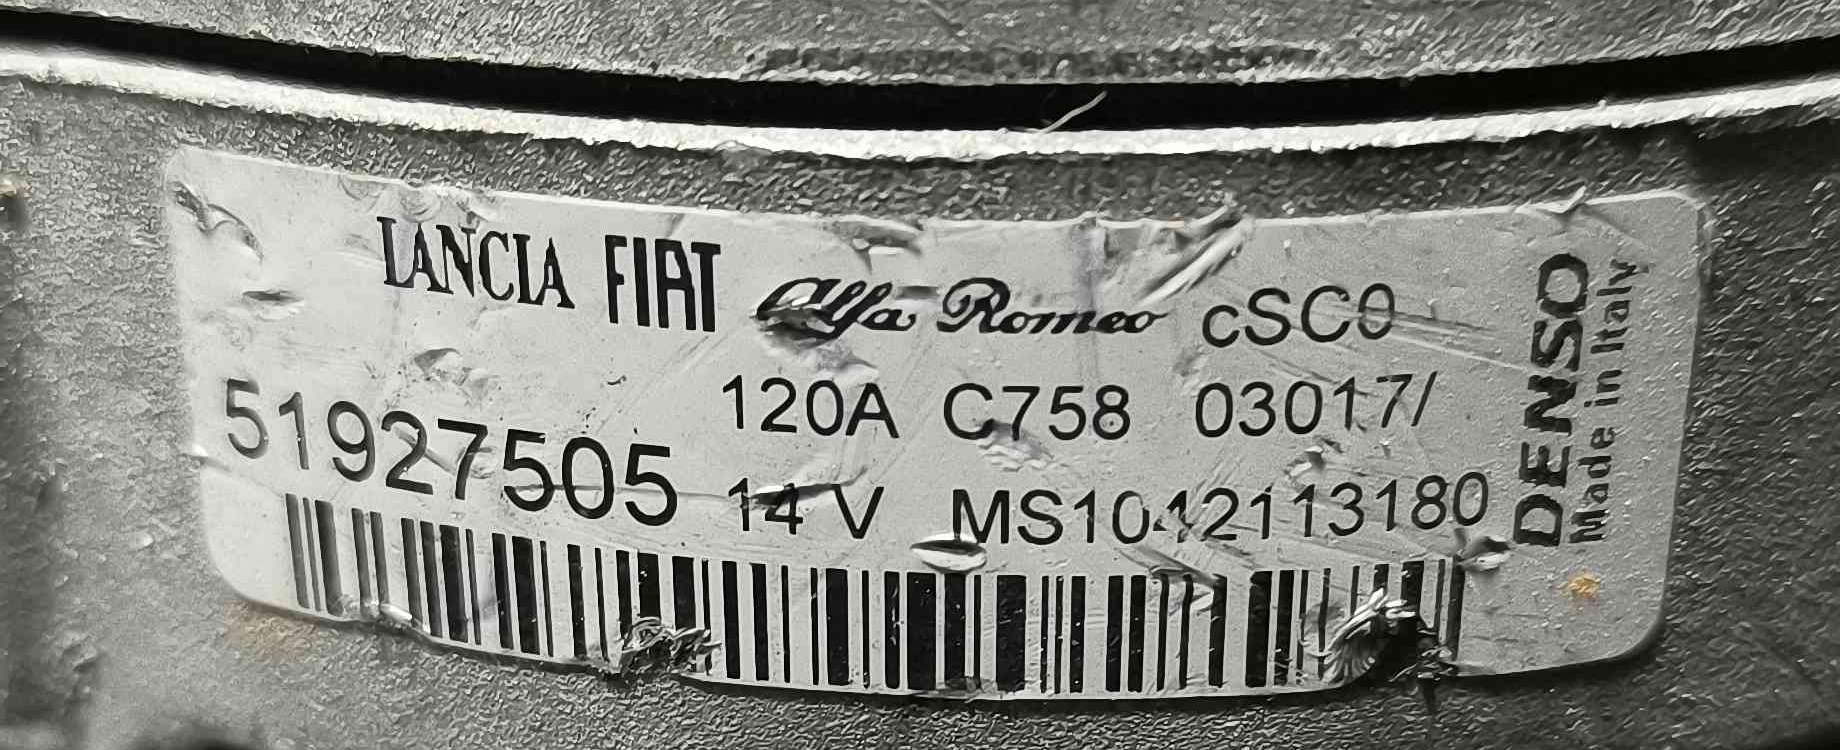 LANCIA FIAT Alfa Romeo cSC0
51927505
120A C758 03017/
14 V MS1042113180
DENSO
Made in Italy